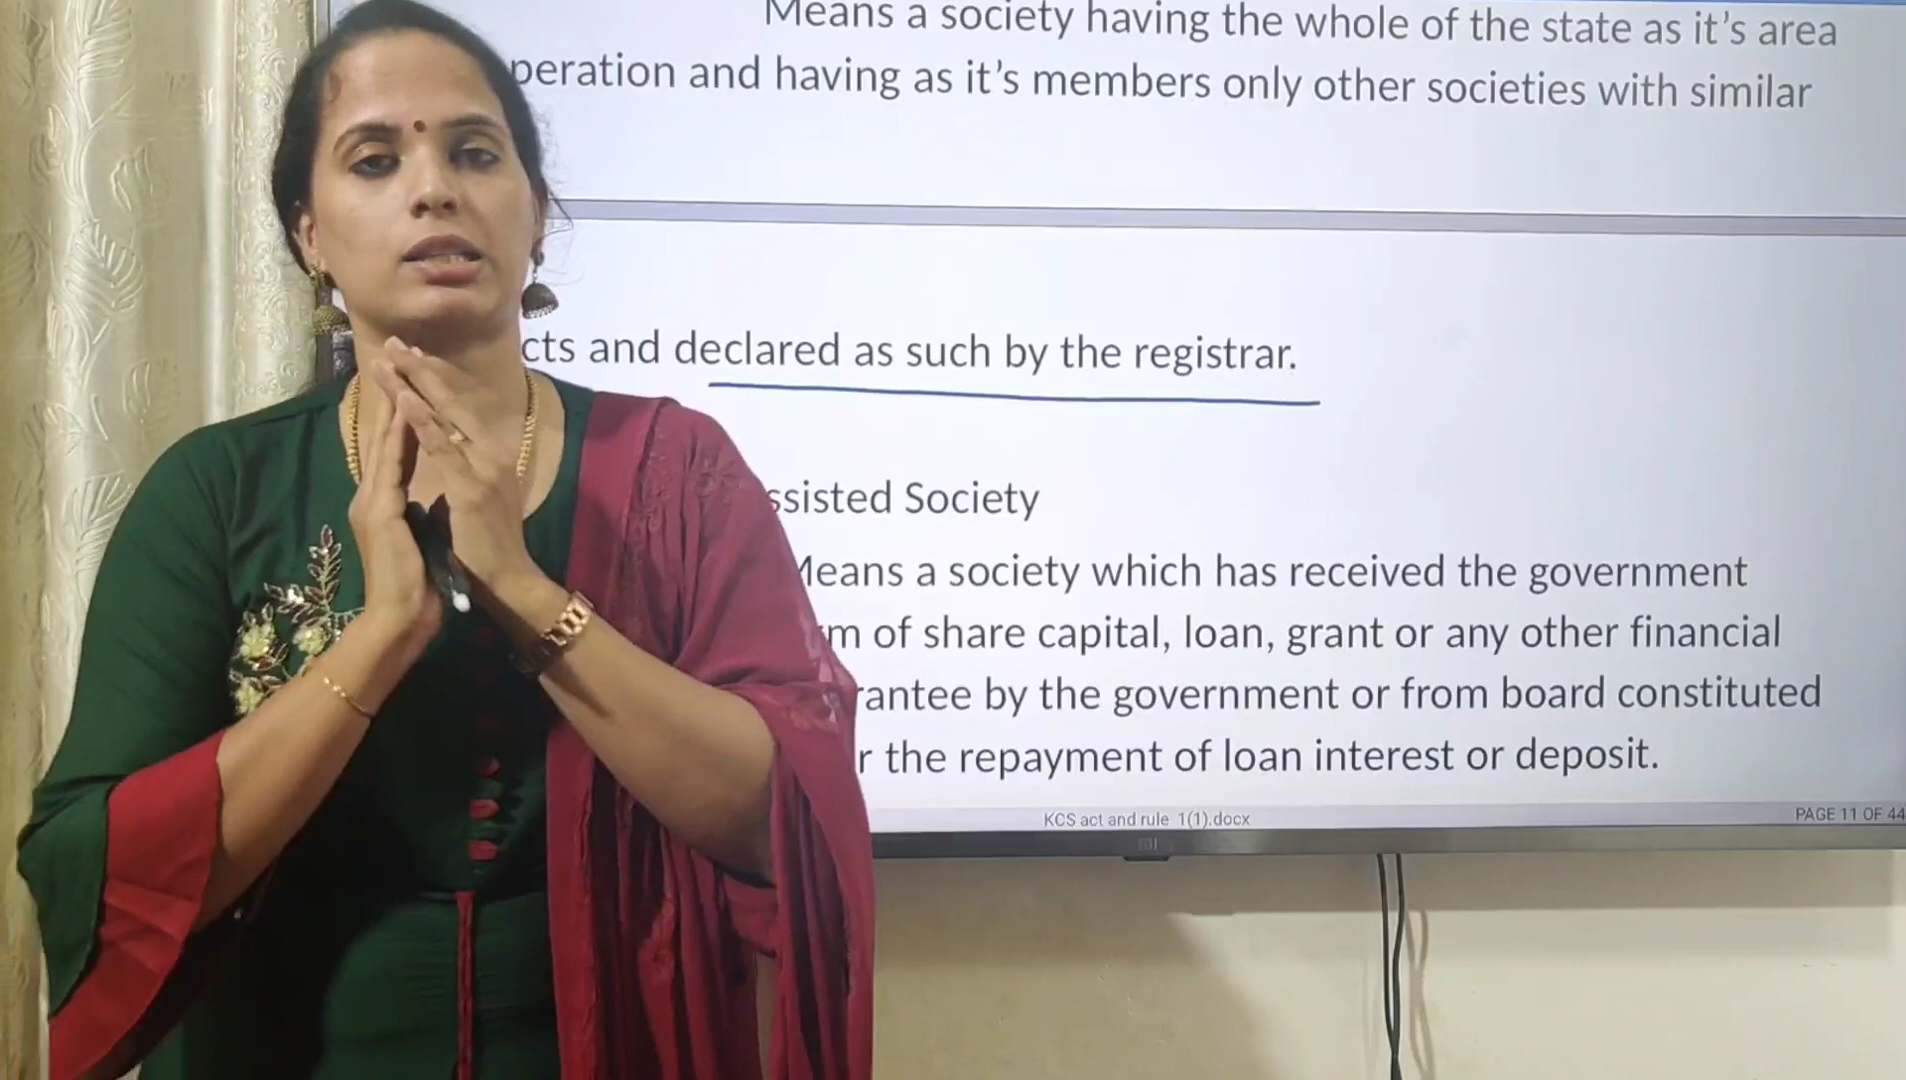 Means a society having the whole of the state as it's area
peration and having as it's members only other societies with similar
cts and declared as such by the registrar.
ssisted Society
Means a society which has received the government
m of share capital, loan, grant or any other financial
rantee by the government or from board constituted
r the repayment of loan interest or deposit.
KCS act and rule 1(1).docx
PAGE 11 OF 44
mi